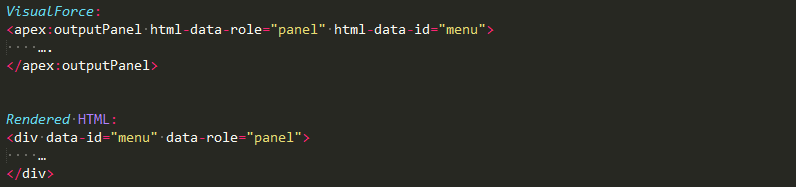 VisualForce:
<apex:outputPanel html-data-role="panel" html-data-id="menu">
    ….
</apex:outputPanel>
Rendered HTML:
<div data-id="menu" data-role="panel">
    …
</div>